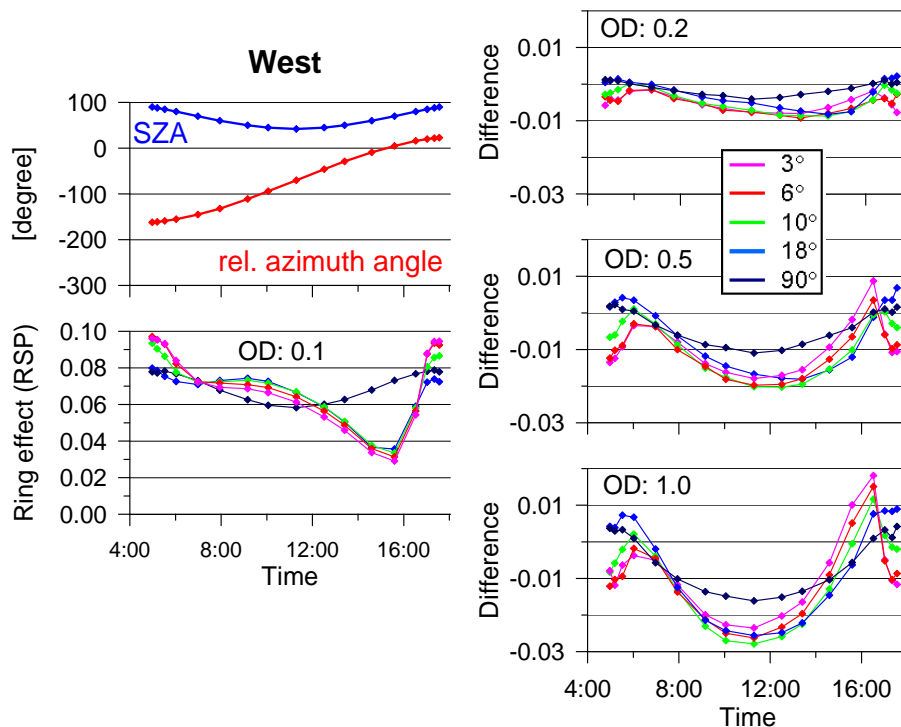 West
100
0
-100
-200
-300
[degree]
SZA
rel. azimuth angle
0.10
0.08
0.06
0.04
0.02
0.00
Ring effect (RSP)
OD: 0.1
4:00 8:00 12:00 16:00
Time
OD: 0.2
0.01
-0.01
-0.03
Difference
3°
6°
10°
18°
90°
OD: 0.5
0.01
-0.01
-0.03
Difference
OD: 1.0
0.01
-0.01
-0.03
Difference
4:00 8:00 12:00 16:00
Time